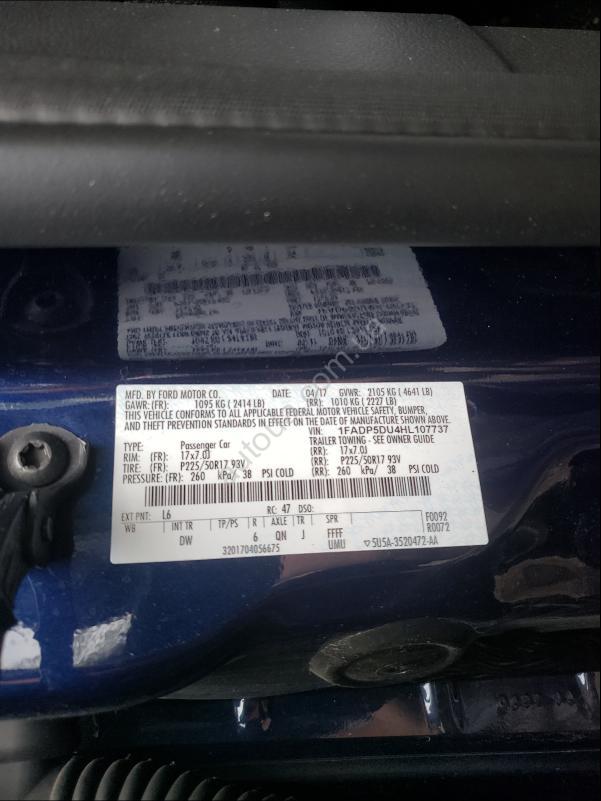 MFD. BY FORD MOTOR CO. DATE: 04/17 GVWR: 2105 KG ( 4641 LB)
GAWR: (FR): 1095 KG ( 2414 LB) (RR): 1010 KG ( 2227 LB)
THIS VEHICLE CONFORMS TO ALL APPLICABLE FEDERAL MOTOR VEHICLE SAFETY, BUMPER,
AND THEFT PREVENTION STANDARDS IN EFFECT ON THE DATE OF MANUFACTURE SHOWN ABOVE.
VIN: 1FADP5DU4HL107737
TYPE: Passenger Car TRAILER TOWING - SEE OWNER GUIDE
RIM: (FR): 17x7.0J (RR): 17x7.0J
TIRE: (FR): P225/50R17 93V (RR): P225/50R17 93V
PRESSURE: (FR): 260 kPa/ 38 PSI COLD (RR): 260 kPa/ 38 PSI COLD
EXT PNT: L6 RC: 47 DSO: F0092
WB INT TR TP/PS R AXLE TR SPR R0072
DW 6 QN J FFFF
3201704056675 UMU ▽5U5A-3520472-AA
autoua.com.ua